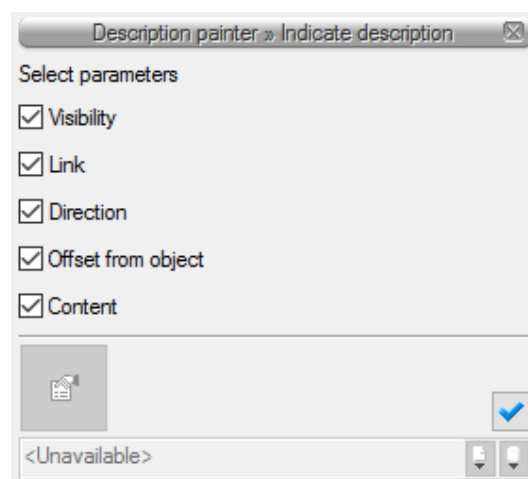 Description painter » Indicate description
Select parameters
Visibility
Link
Direction
Offset from object
Content
<Unavailable>